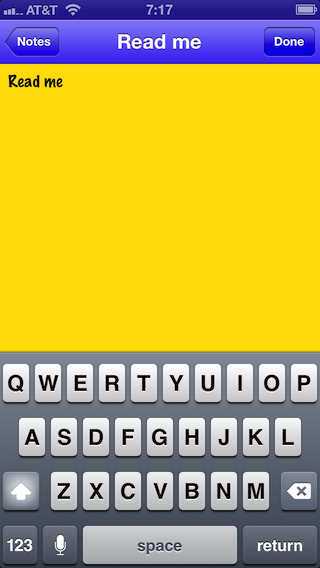 AT&T 7:17
Notes Read me Done
Read me
Q W E R T Y U I O P
A S D F G H J K L
Z X C V B N M
123 space return